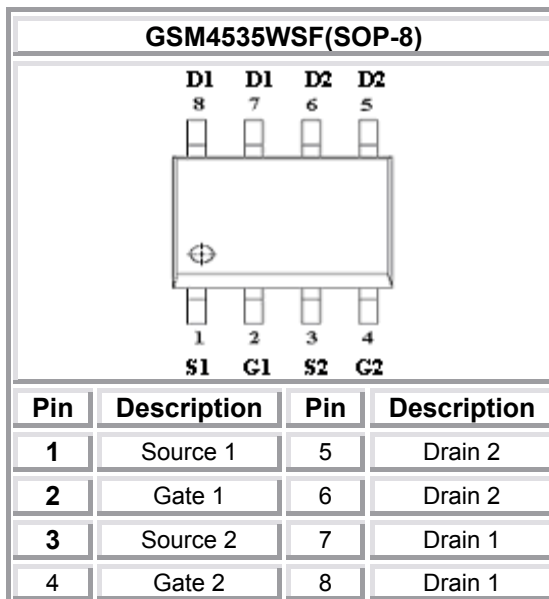 GSM4535WSF(SOP-8)
D1 D1 D2 D2
8 7 6 5
1 2 3 4
S1 G1 S2 G2
Pin Description Pin Description
1 Source 1 5 Drain 2
2 Gate 1 6 Drain 2
3 Source 2 7 Drain 1
4 Gate 2 8 Drain 1